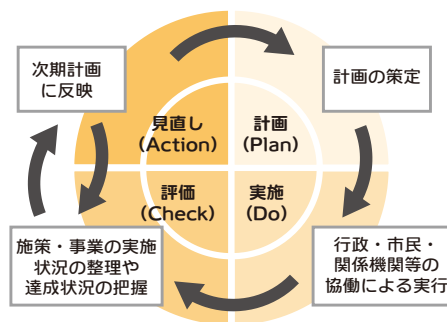 次期計画
に反映
計画の策定
見直し
(Action)
計画
(Plan)
評価
(Check)
実施
(Do)
施策・事業の実施
状況の整理や
達成状況の把握
行政・市民・
関係機関等の
協働による実行